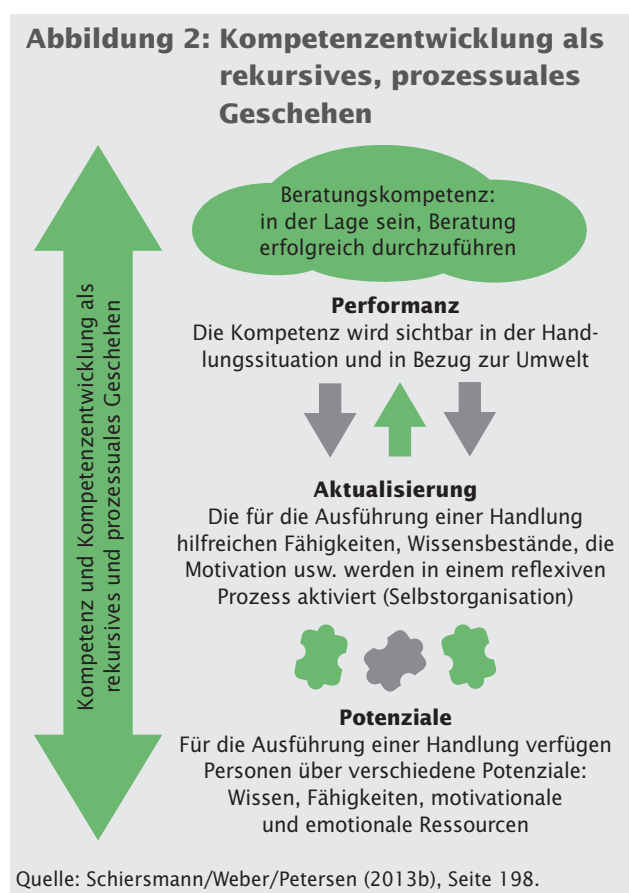 Abbildung 2: Kompetenzentwicklung als
rekursives, prozessuales
Geschehen
Kompetenz und Kompetenzentwicklung als
rekursives und prozessuales Geschehen
Beratungskompetenz:
in der Lage sein, Beratung
erfolgreich durchzuführen
Performanz
Die Kompetenz wird sichtbar in der Hand-
lungssituation und in Bezug zur Umwelt
Aktualisierung
Die für die Ausführung einer Handlung
hilfreichen Fähigkeiten, Wissensbestände, die
Motivation usw. werden in einem reflexiven
Prozess aktiviert (Selbstorganisation)
Potenziale
Für die Ausführung einer Handlung verfügen
Personen über verschiedene Potenziale:
Wissen, Fähigkeiten, motivationale
und emotionale Ressourcen
Quelle: Schiersmann/Weber/Petersen (2013b), Seite 198.